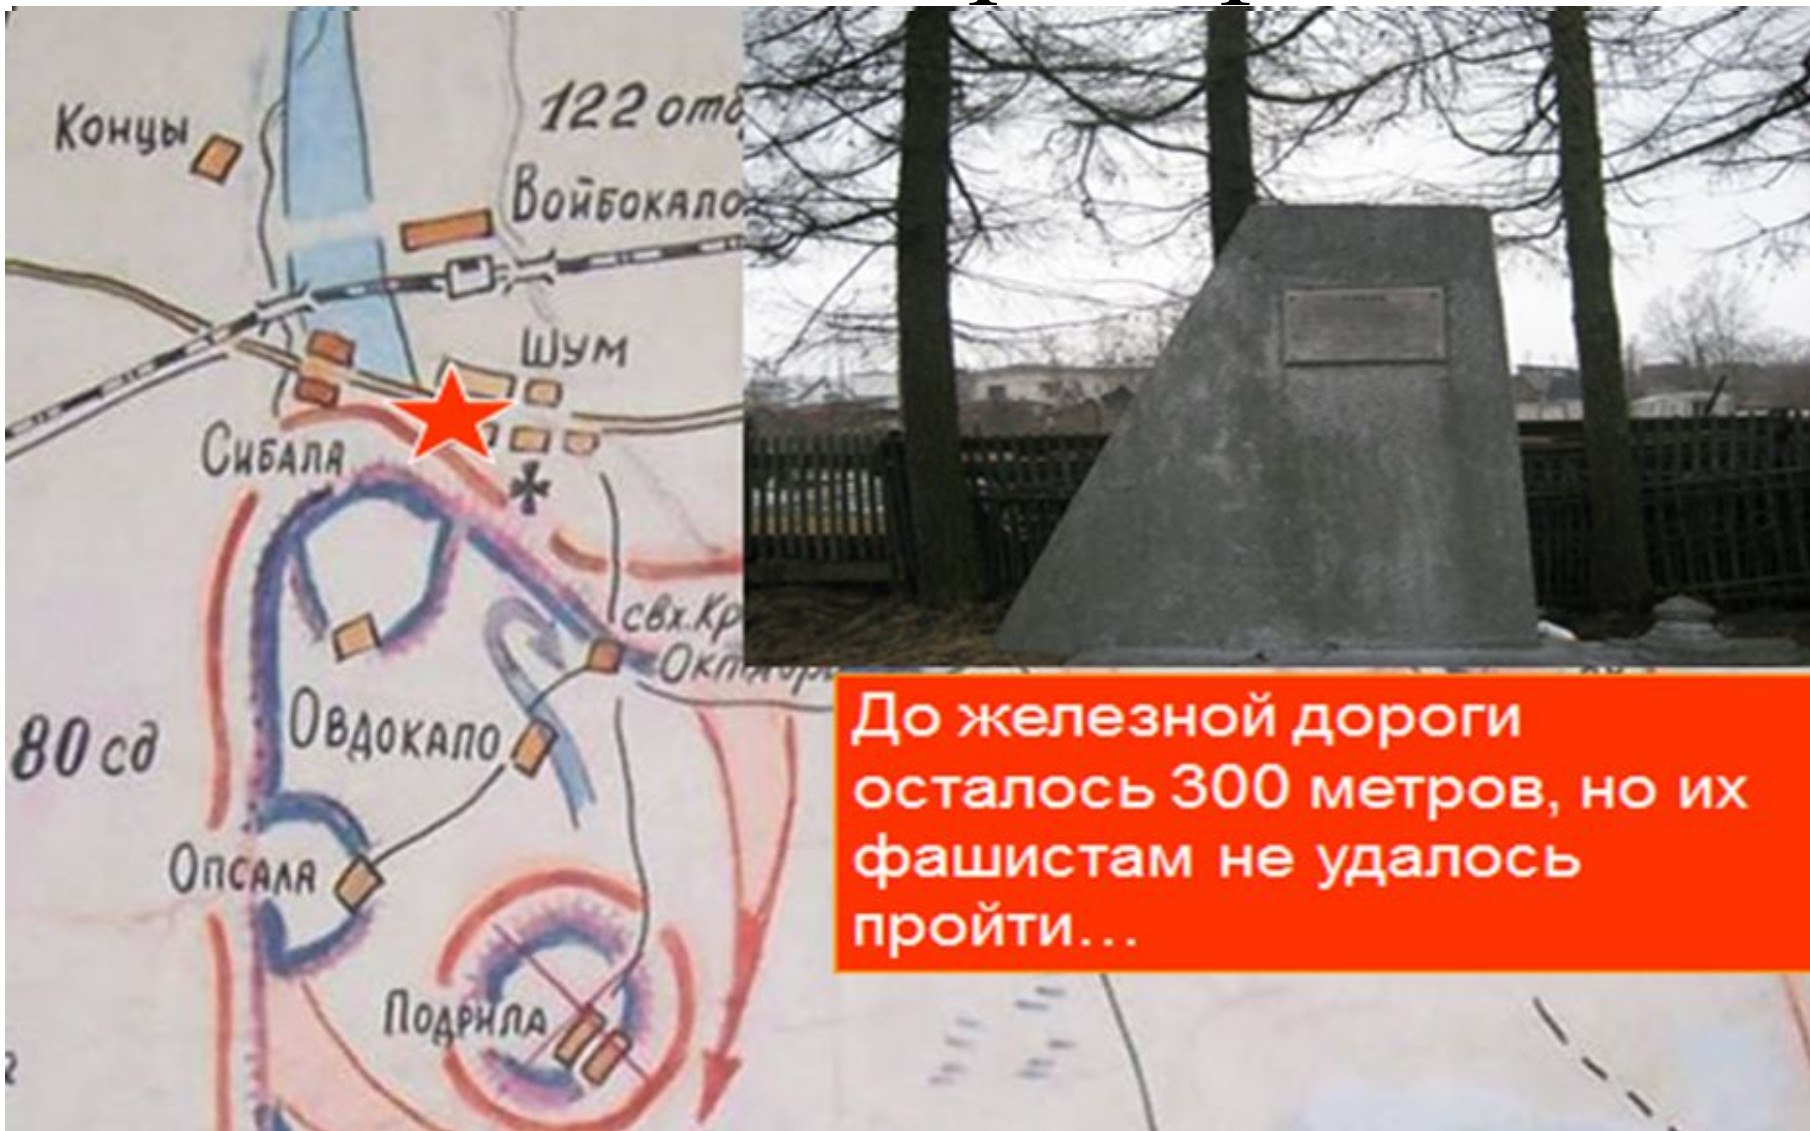 Концы
122 отд
Войбокало
Шум
Сибала
свх. Кр
Октябрь
Овдокало
80 сд
Опсала
Подрила
До железной дороги
осталось 300 метров, но их
фашистам не удалось
пройти…